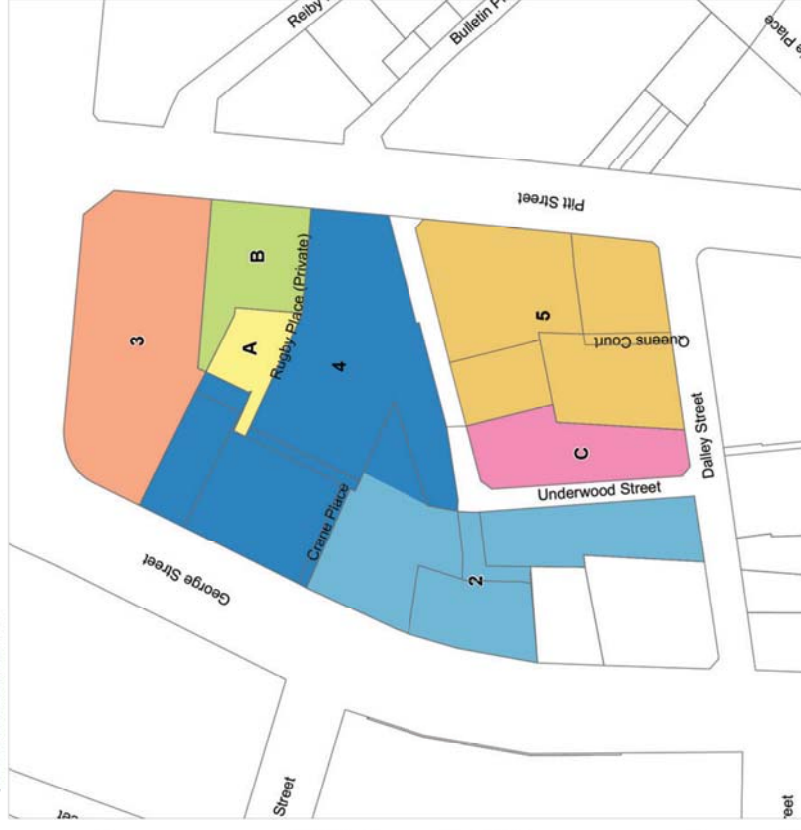 Reiby
Bulletin
Place
Pitt Street
3
B
A
Rugby Place (Private)
4
5
Queens Court
C
Dalley Street
Underwood Street
Crane Place
2
George Street
Street